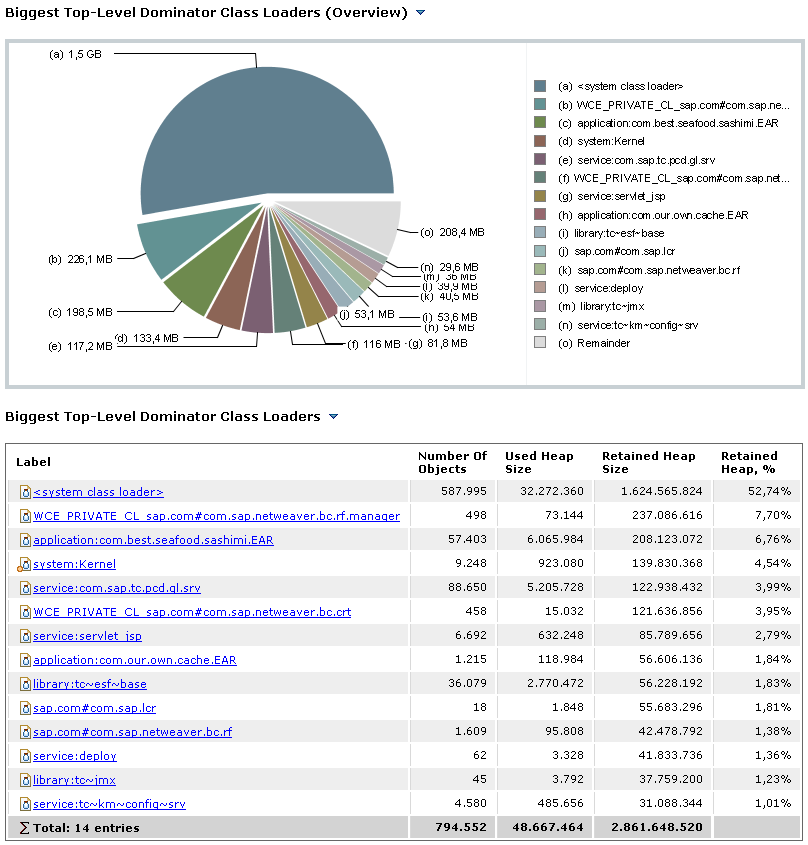 Biggest Top-Level Dominator Class Loaders (Overview)
(a) 1,5 GB
(b) 226,1 MB
(c) 198,5 MB
(d) 133,4 MB
(e) 117,2 MB
(f) 116 MB
(g) 81,8 MB
(h) 54 MB
(i) 53,6 MB
(j) 53,1 MB
(k) 40,5 MB
(l) 39,9 MB
(m) 36 MB
(n) 29,6 MB
(o) 208,4 MB
(a) <system class loader>
(b) WCE_PRIVATE_CL_sap.com#com.sap.ne...
(c) application:com.best.seafood.sashimi.EAR
(d) system:Kernel
(e) service:com.sap.tc.pcd.gl.srv
(f) WCE_PRIVATE_CL_sap.com#com.sap.net...
(g) service:servlet_jsp
(h) application:com.our.own.cache.EAR
(i) library:tc~esf~base
(j) sap.com#com.sap.lcr
(k) sap.com#com.sap.netweaver.bc.rf
(l) service:deploy
(m) library:tc~jmx
(n) service:tc~km~config~srv
(o) Remainder
Biggest Top-Level Dominator Class Loaders
Label Number Of Objects Used Heap Size Retained Heap Size Retained Heap, %
<system class loader> 587.995 32.272.360 1.624.565.824 52,74%
WCE_PRIVATE_CL_sap.com#com.sap.netweaver.bc.rf.manager 498 73.144 237.086.616 7,70%
application:com.best.seafood.sashimi.EAR 57.403 6.065.984 208.123.072 6,76%
system:Kernel 9.248 923.080 139.830.368 4,54%
service:com.sap.tc.pcd.gl.srv 88.650 5.205.728 122.938.432 3,99%
WCE_PRIVATE_CL_sap.com#com.sap.netweaver.bc.crt 458 15.032 121.636.856 3,95%
service:servlet_jsp 6.692 632.248 85.789.656 2,79%
application:com.our.own.cache.EAR 1.215 118.984 56.606.136 1,84%
library:tc~esf~base 36.079 2.770.472 56.228.192 1,83%
sap.com#com.sap.lcr 18 1.848 55.683.296 1,81%
sap.com#com.sap.netweaver.bc.rf 1.609 95.808 42.478.792 1,38%
service:deploy 62 3.328 41.833.736 1,36%
library:tc~jmx 45 3.792 37.759.200 1,23%
service:tc~km~config~srv 4.580 485.656 31.088.344 1,01%
Σ Total: 14 entries 794.552 48.667.464 2.861.648.520